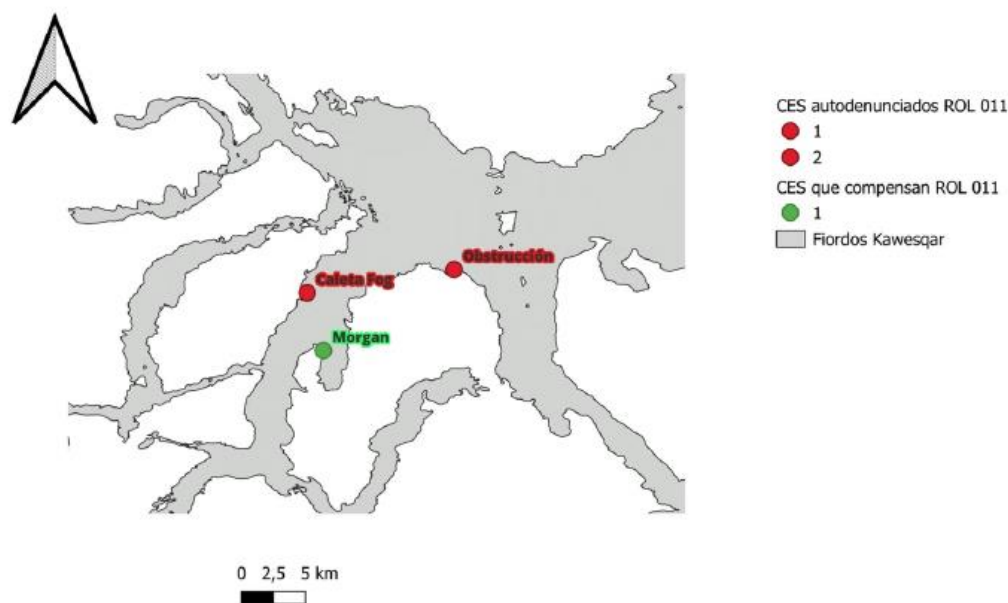 CES autodenunciados ROL 011
1
2
CES que compensan ROL 011
1
Fiordos Kawesqar
Obstrucción
Caleta Fog
Morgan
0 2,5 5 km